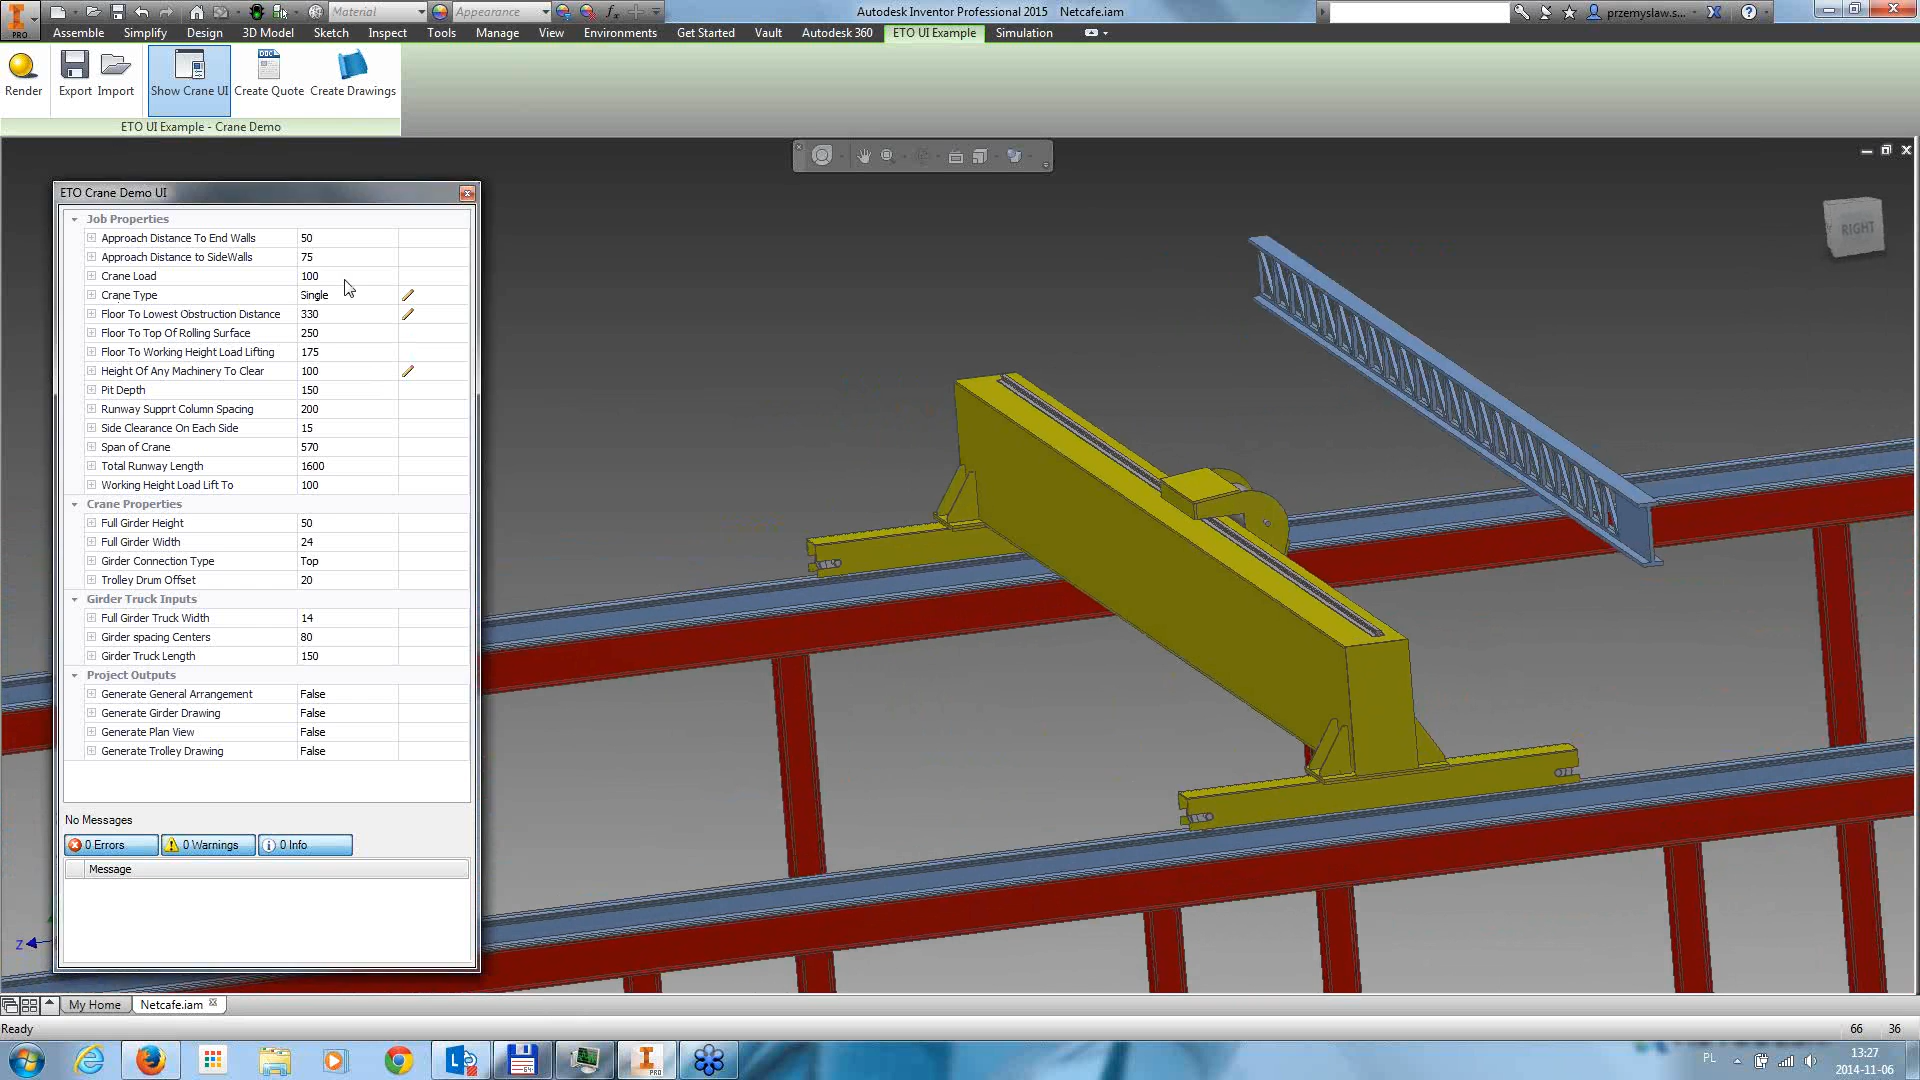 Material
Appearance
Autodesk Inventor Professional 2015 Netcafe.iam
przemyslaw.s...
PRO
Assemble Simplify Design 3D Model Sketch Inspect Tools Manage View Environments Get Started Vault Autodesk 360 ETO UI Example Simulation
Render Export Import Show Crane UI Create Quote Create Drawings
ETO UI Example - Crane Demo
RIGHT
ETO Crane Demo UI
Job Properties
Approach Distance To End Walls 50
Approach Distance to SideWalls 75
Crane Load 100
Crane Type Single
Floor To Lowest Obstruction Distance 330
Floor To Top Of Rolling Surface 250
Floor To Working Height Load Lifting 175
Height Of Any Machinery To Clear 100
Pit Depth 150
Runway Supprt Column Spacing 200
Side Clearance On Each Side 15
Span of Crane 570
Total Runway Length 1600
Working Height Load Lift To 100
Crane Properties
Full Girder Height 50
Full Girder Width 24
Girder Connection Type Top
Trolley Drum Offset 20
Girder Truck Inputs
Full Girder Truck Width 14
Girder spacing Centers 80
Girder Truck Length 150
Project Outputs
Generate General Arrangement False
Generate Girder Drawing False
Generate Plan View False
Generate Trolley Drawing False
No Messages
0 Errors 0 Warnings 0 Info
Message
Z
My Home Netcafe.iam
Ready 66 36
PL 13:27
2014-11-06